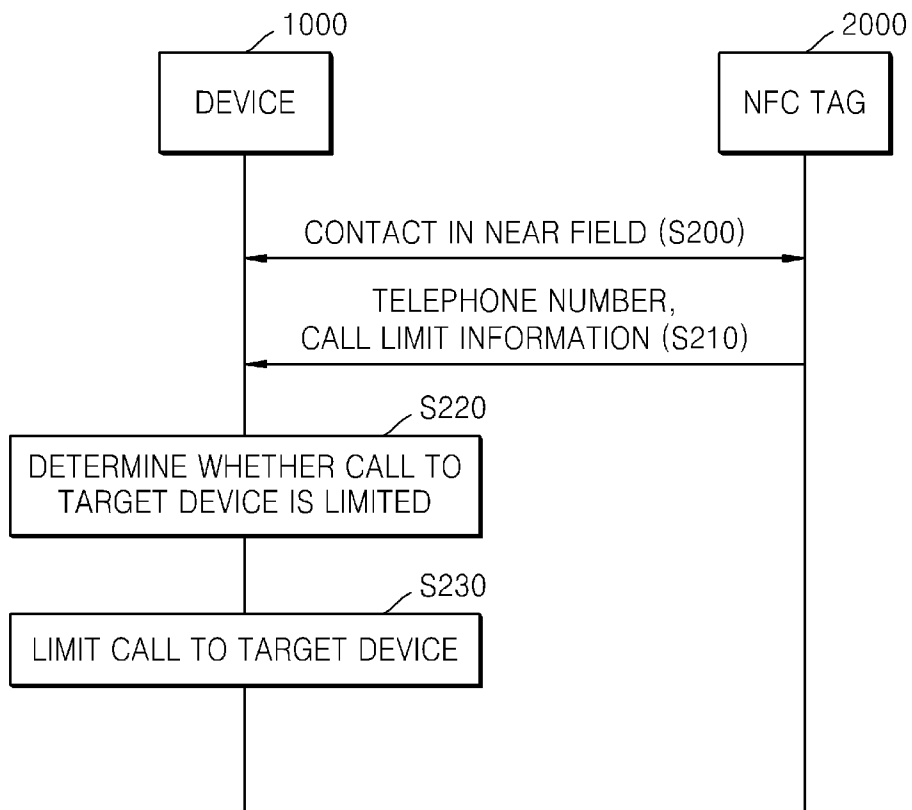 1000
2000
DEVICE
NFC TAG
CONTACT IN NEAR FIELD (S200)
TELEPHONE NUMBER,
CALL LIMIT INFORMATION (S210)
S220
DETERMINE WHETHER CALL TO
TARGET DEVICE IS LIMITED
S230
LIMIT CALL TO TARGET DEVICE